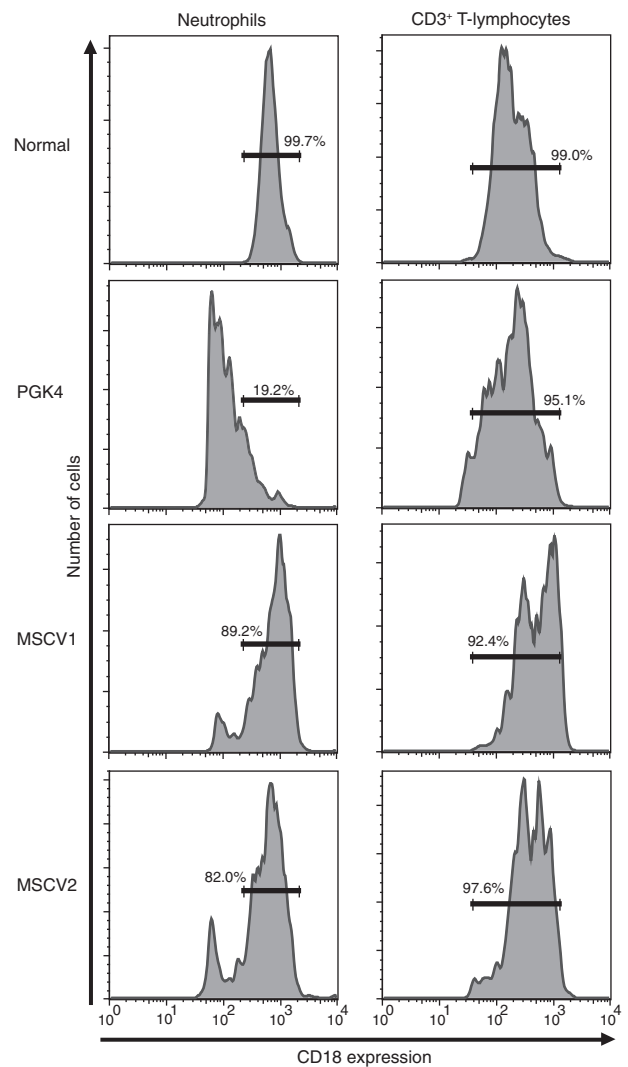 Neutrophils
CD3⁺ T-lymphocytes
Normal
99.7%
99.0%
PGK4
19.2%
95.1%
MSCV1
89.2%
92.4%
MSCV2
82.0%
97.6%
Number of cells
10⁰ 10¹ 10² 10³ 10⁴
10⁰ 10¹ 10² 10³ 10⁴
CD18 expression